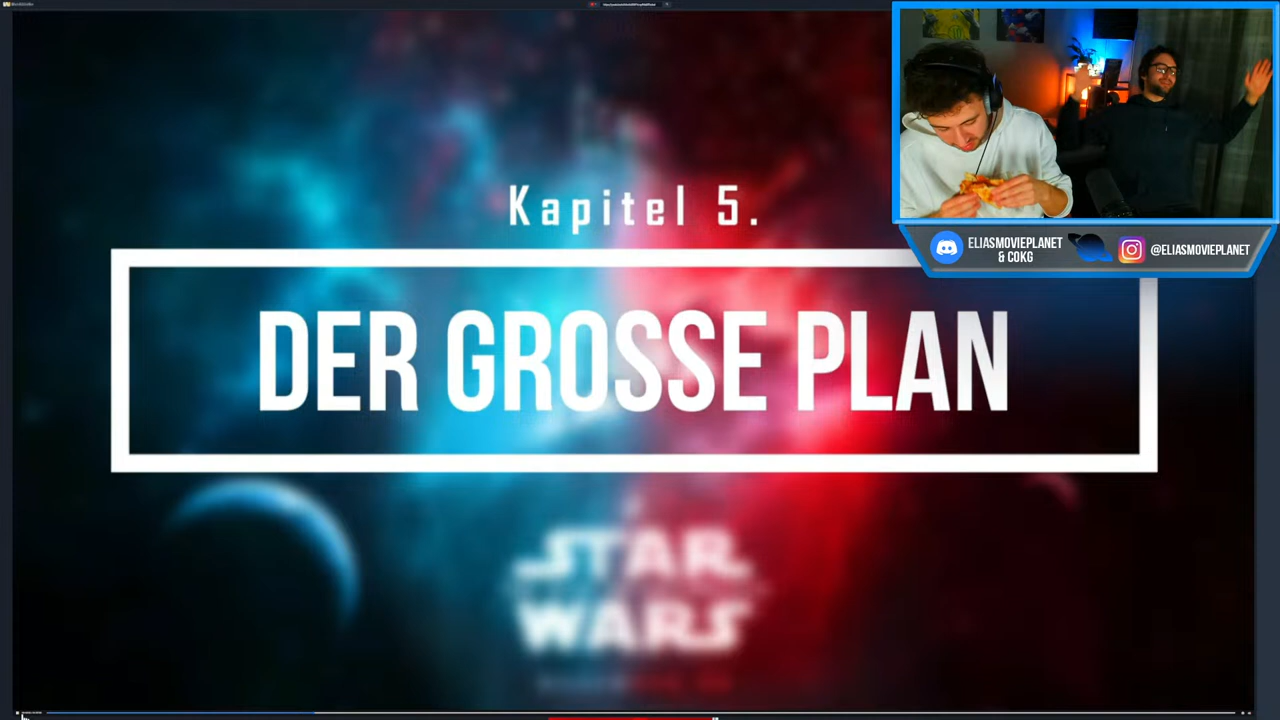 Kapitel 5.
DER GROSSE PLAN
STAR
WARS
ELIASMOVIEPLANET
& COKG
@ELIASMOVIEPLANET